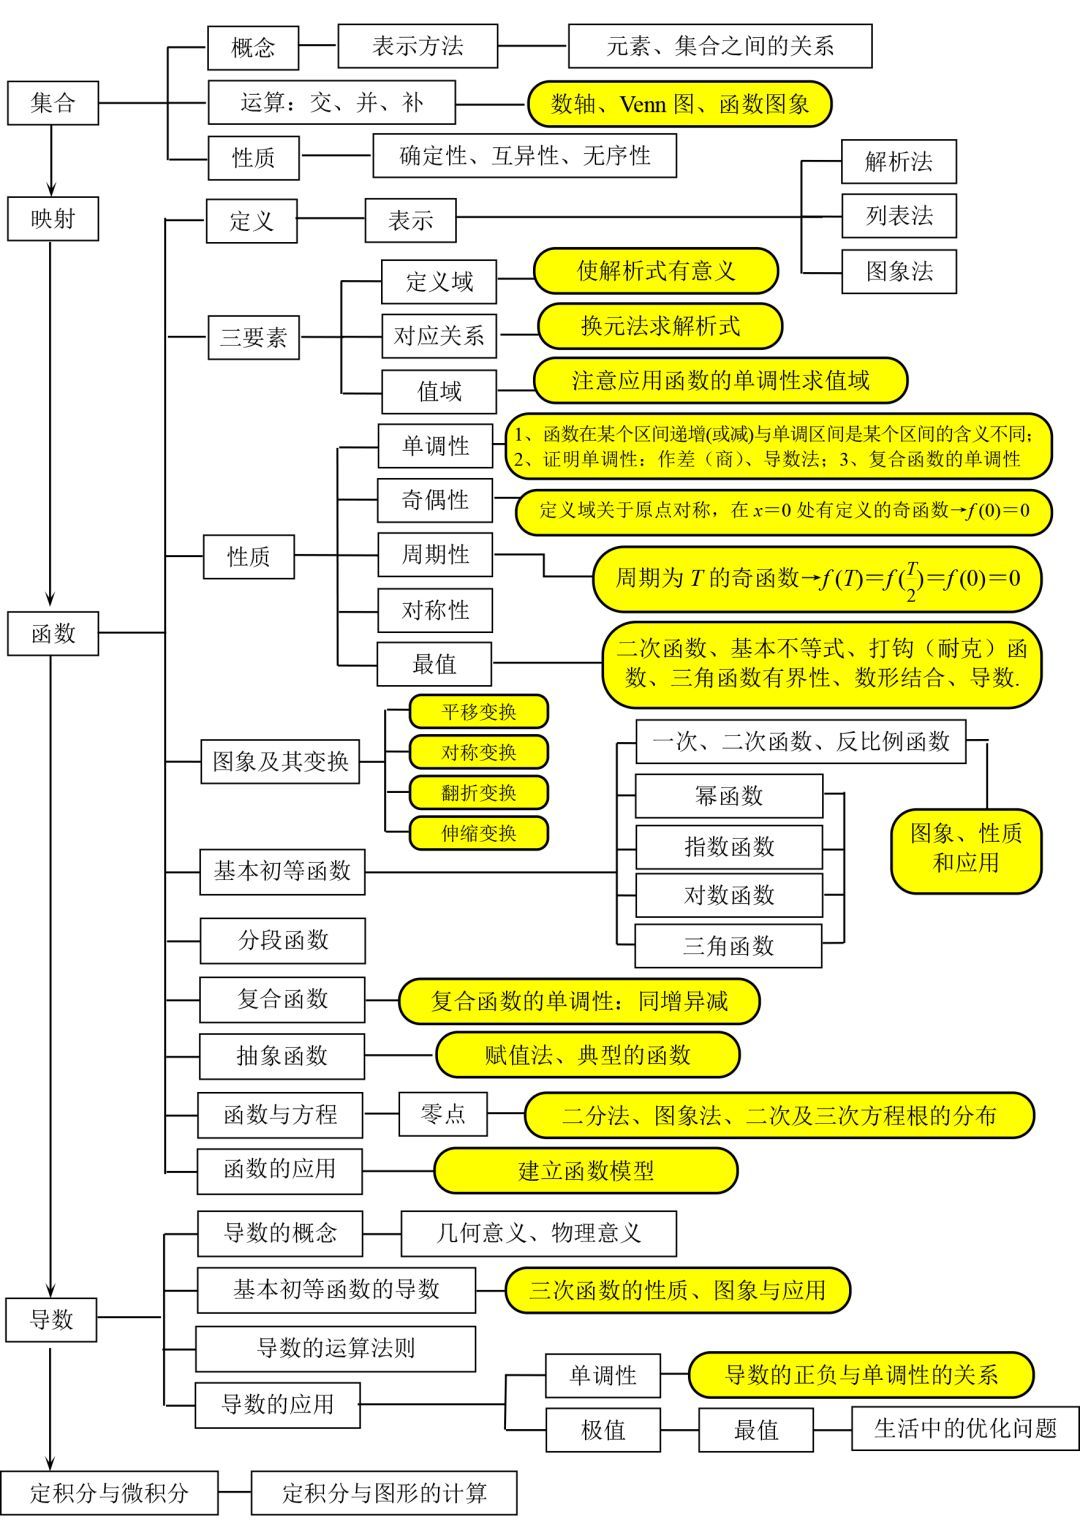 概念
表示方法
元素、集合之间的关系
集合
运算：交、并、补
数轴、Venn 图、函数图象
性质
确定性、互异性、无序性
映射
定义
表示
解析法
列表法
图象法
三要素
定义域
使解析式有意义
对应关系
换元法求解析式
值域
注意应用函数的单调性求值域
函数
性质
单调性
1、函数在某个区间递增(或减)与单调区间是某个区间的含义不同；
2、证明单调性：作差（商）、导数法；3、复合函数的单调性
奇偶性
定义域关于原点对称，在 x＝0 处有定义的奇函数→f (0)＝0
周期性
周期为 T 的奇函数→f (T)＝f (T/2)＝f (0)＝0
对称性
最值
二次函数、基本不等式、打钩（耐克）函
数、三角函数有界性、数形结合、导数.
图象及其变换
平移变换
对称变换
翻折变换
伸缩变换
基本初等函数
一次、二次函数、反比例函数
幂函数
指数函数
对数函数
三角函数
图象、性质
和应用
分段函数
复合函数
复合函数的单调性：同增异减
抽象函数
赋值法、典型的函数
函数与方程
零点
二分法、图象法、二次及三次方程根的分布
函数的应用
建立函数模型
导数
导数的概念
几何意义、物理意义
基本初等函数的导数
三次函数的性质、图象与应用
导数的运算法则
导数的应用
单调性
导数的正负与单调性的关系
极值
最值
生活中的优化问题
定积分与微积分
定积分与图形的计算